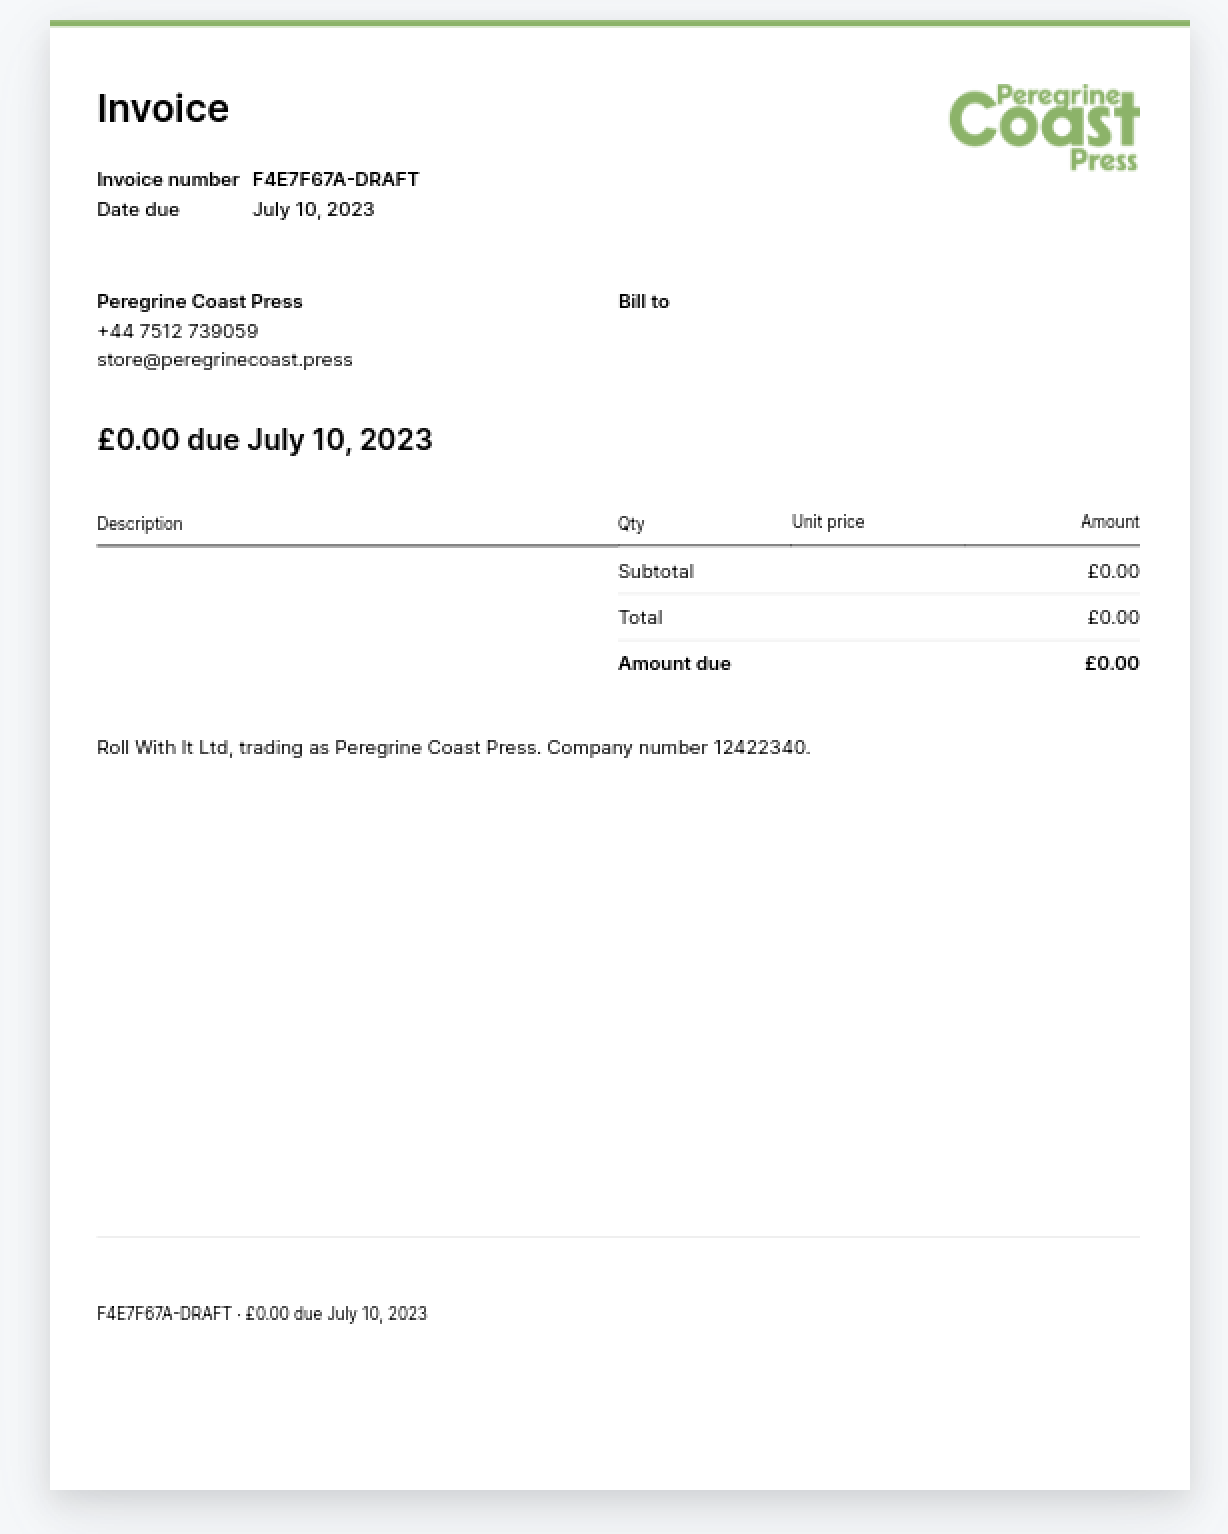 Invoice
Peregrine
Coast
Press
Invoice number F4E7F67A-DRAFT
Date due July 10, 2023
Peregrine Coast Press
+44 7512 739059
store@peregrinecoast.press
Bill to
£0.00 due July 10, 2023
Description Qty Unit price Amount
Subtotal £0.00
Total £0.00
Amount due £0.00
Roll With It Ltd, trading as Peregrine Coast Press. Company number 12422340.
F4E7F67A-DRAFT · £0.00 due July 10, 2023